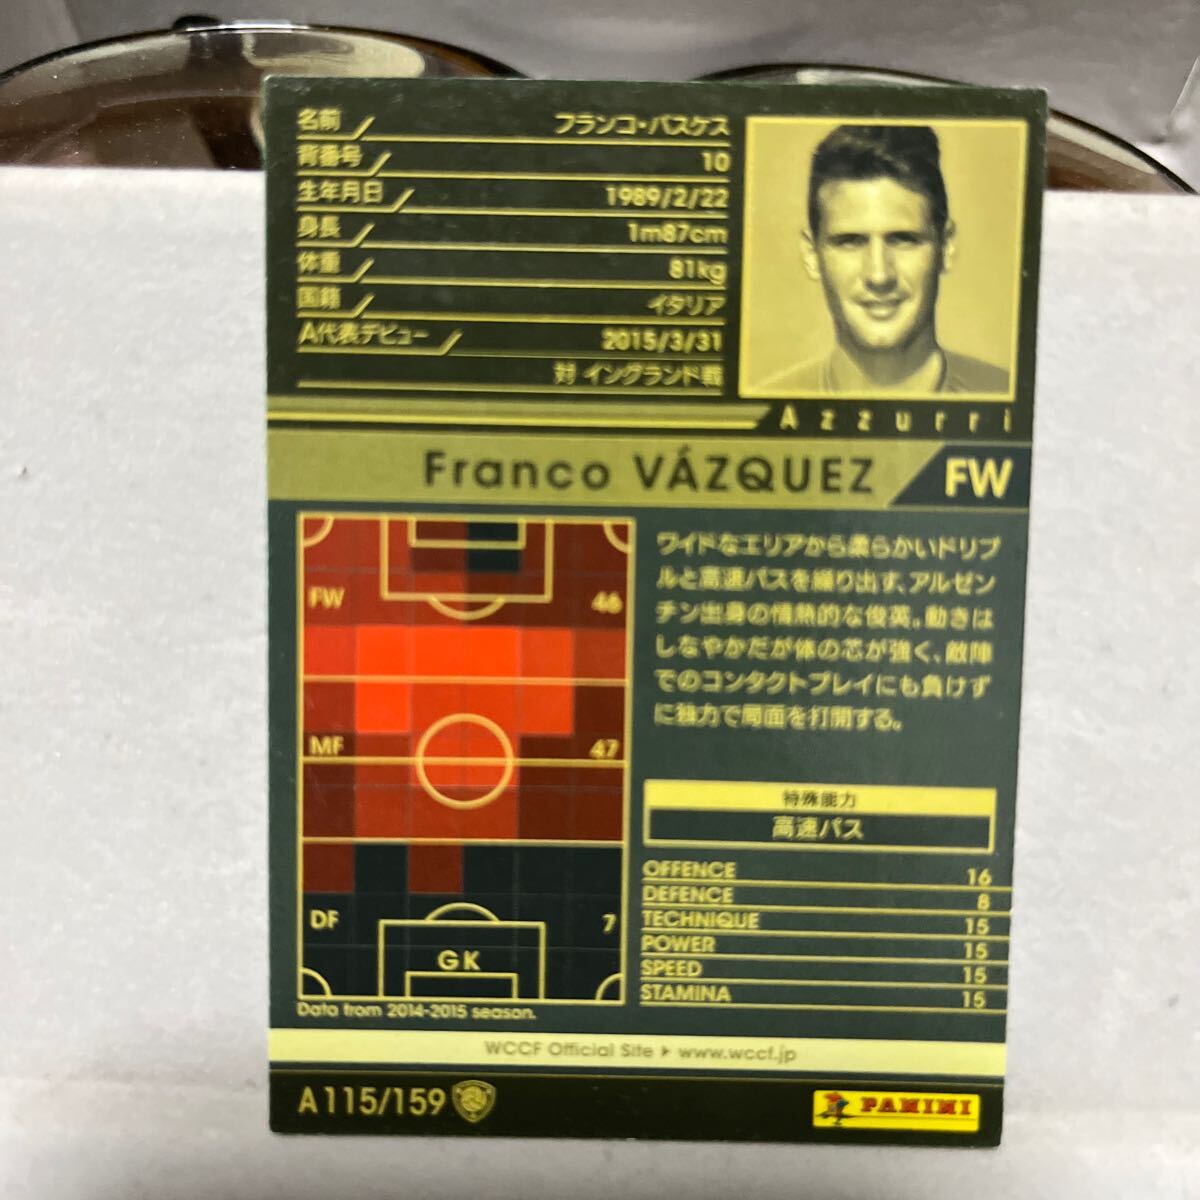 名前 フランコ・バスケス
背番号 10
生年月日 1989/2/22
身長 1m87cm
体重 81kg
国籍 イタリア
A代表デビュー 2015/3/31
対 イングランド戦
Azzurri
Franco VÁZQUEZ FW
FW 46
MF 47
DF 7
GK
Data from 2014-2015 season.
ワイドなエリアから柔らかいドリブ
ルと高速パスを繰り出す、アルゼン
チン出身の情熱的な俊英。動きは
しなやかだが体の芯が強く、敵陣
でのコンタクトプレイにも負けず
に独力で局面を打開する。
特殊能力
高速パス
OFFENCE 16
DEFENCE 8
TECHNIQUE 15
POWER 15
SPEED 15
STAMINA 15
WCCF Official Site ▶ www.wccf.jp
A115/159
PANINI